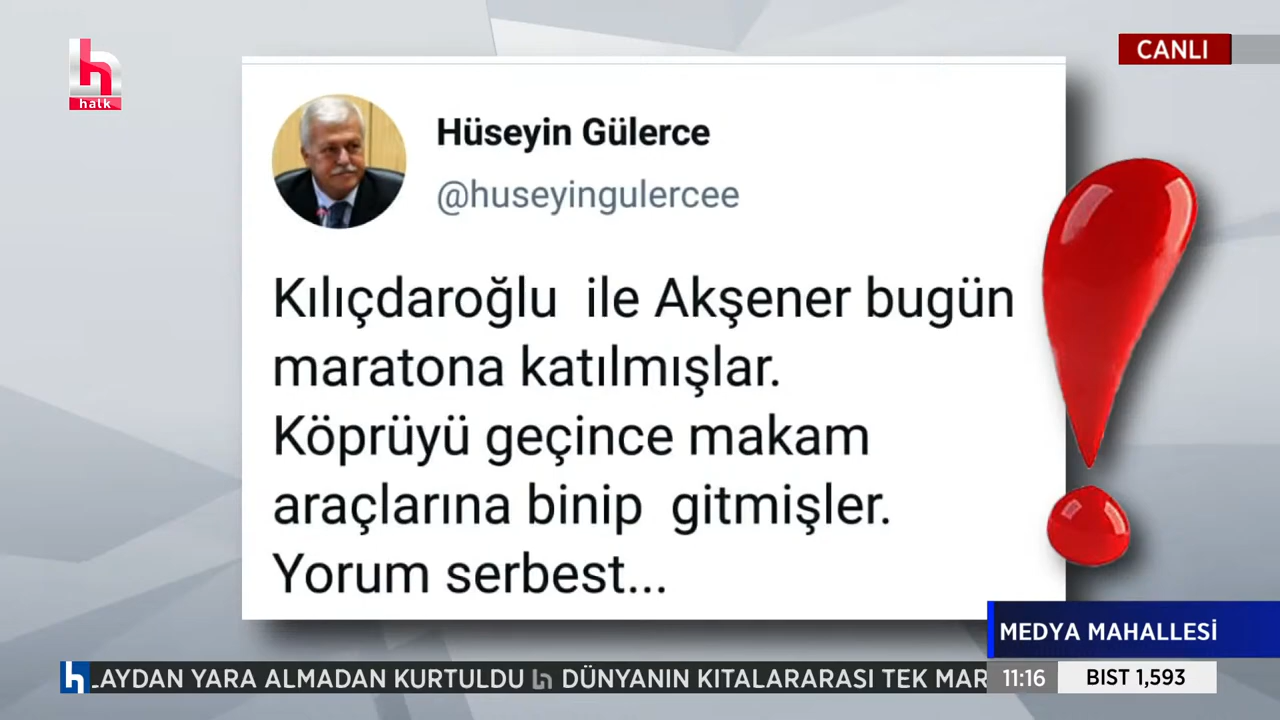 halk
CANLI
Hüseyin Gülerce
@huseyingulercee
Kılıçdaroğlu ile Akşener bugün
maratona katılmışlar.
Köprüyü geçince makam
araçlarına binip gitmişler.
Yorum serbest...
MEDYA MAHALLESİ
LAYDAN YARA ALMADAN KURTULDU h DÜNYANIN KITALARARASI TEK MAR
11:16
BIST 1,593